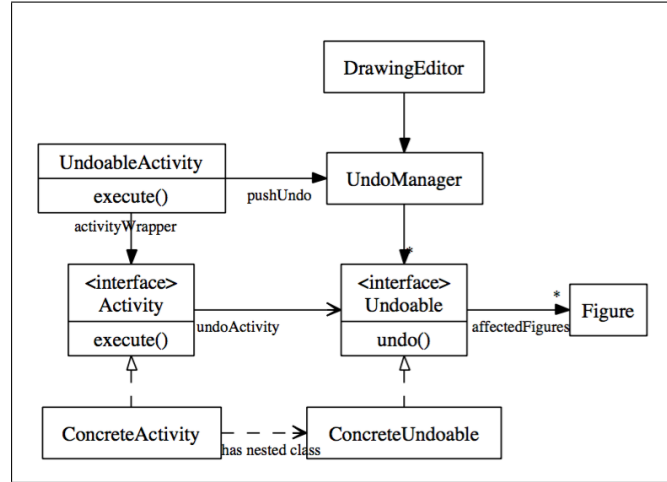 DrawingEditor
UndoableActivity
execute()
pushUndo
UndoManager
activityWrapper
<interface>
Activity
execute()
undoActivity
*
<interface>
Undoable
undo()
*
affectedFigures
Figure
ConcreteActivity
has nested class
ConcreteUndoable